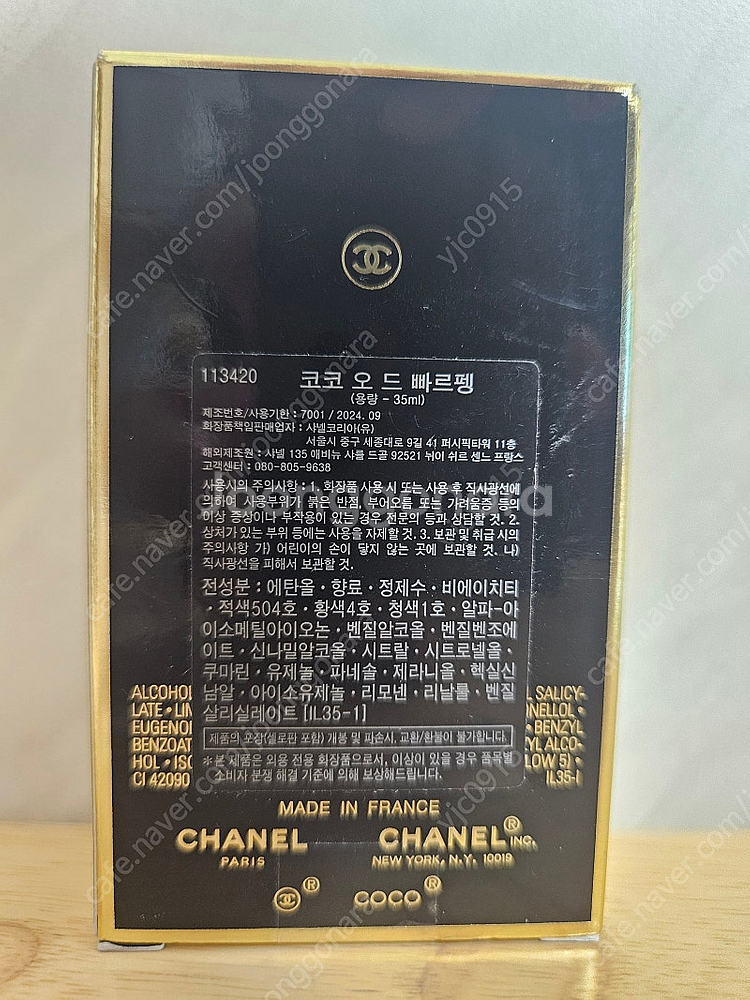 113420 코코 오 드 빠르펭
(용량 - 35ml)
제조번호/사용기한 : 7001 / 2024. 09
화장품책임판매업자 : 샤넬코리아(유)
서울시 중구 세종대로 9길 41 퍼시픽타워 11층
해외제조원 : 샤넬 135 애비뉴 샤를 드골 92521 뉘이 쉬르 센느 프랑스
고객센터 : 080-805-9638
사용시의 주의사항 : 1. 화장품 사용 시 또는 사용 후 직사광선에
의하여 사용부위가 붉은 반점, 부어오름 또는 가려움증 등의
이상 증상이나 부작용이 있는 경우 전문의 등과 상담할 것. 2.
상처가 있는 부위 등에는 사용을 자제할 것. 3. 보관 및 취급 시의
주의사항 가) 어린이의 손이 닿지 않는 곳에 보관할 것. 나)
직사광선을 피해서 보관할 것.
전성분 : 에탄올 · 향료 · 정제수 · 비에이치티
· 적색504호 · 황색4호 · 청색1호 · 알파-아
이소메틸아이오논 · 벤질알코올 · 벤질벤조에
이트 · 신나밀알코올 · 시트랄 · 시트로넬올 ·
쿠마린 · 유제놀 · 파네솔 · 제라니올 · 헥실신
남알 · 아이소유제놀 · 리모넨 · 리날룰 · 벤질
살리실레이트 [IL35-1]
제품의 포장(셀로판 포함) 개봉 및 파손시, 교환/환불이 불가합니다.
*본 제품은 외용 전용 화장품으로서, 이상이 있을 경우 품목별
소비자 분쟁 해결 기준에 의해 보상해드립니다.
ALCOHOL SALICY-
LATE • LIN NELLOL •
EUGENOL BENZYL
BENZOAT YL ALCO-
HOL • ISO LOW 5) •
CI 42090 IL35-1
MADE IN FRANCE
CHANEL CHANEL® INC.
PARIS NEW YORK, N.Y. 10019
® COCO®
cafe.naver.com/joonggonara
yjc0915
joonggonara